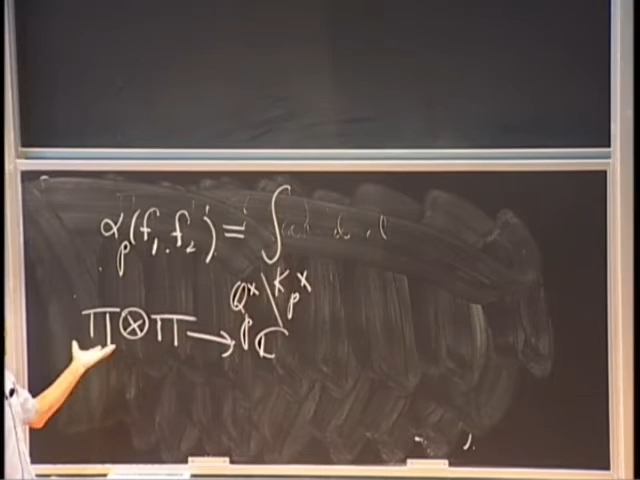 α_p(f_1, f_2) = ∫_{Q_p^× \ K_p^×}
Π ⊗ Π → ℂ